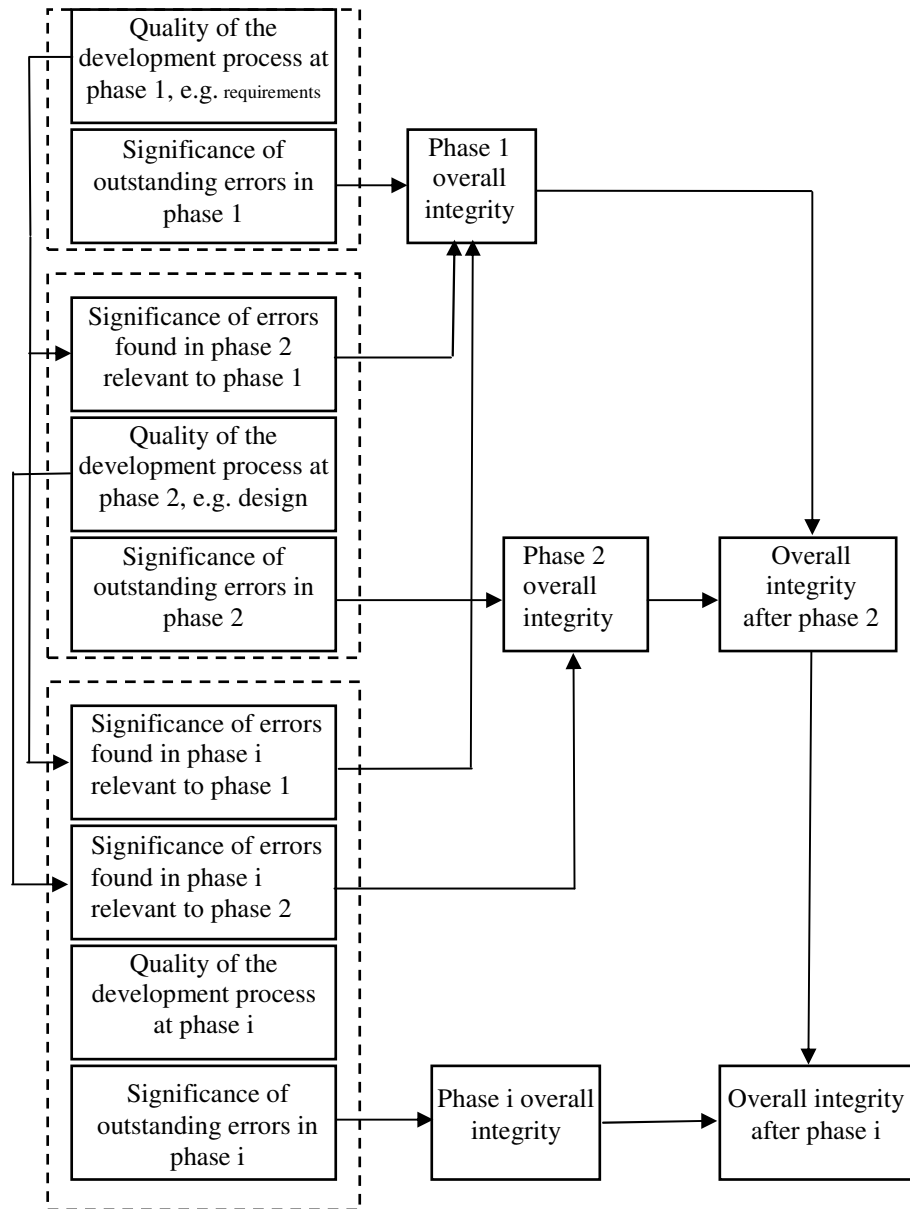 Quality of the
development process at
phase 1, e.g. requirements
Significance of
outstanding errors in
phase 1
Phase 1
overall
integrity
Significance of errors
found in phase 2
relevant to phase 1
Quality of the
development process at
phase 2, e.g. design
Significance of
outstanding errors in
phase 2
Phase 2
overall
integrity
Overall
integrity
after phase 2
Significance of errors
found in phase i
relevant to phase 1
Significance of errors
found in phase i
relevant to phase 2
Quality of the
development process
at phase i
Significance of
outstanding errors in
phase i
Phase i overall
integrity
Overall integrity
after phase i